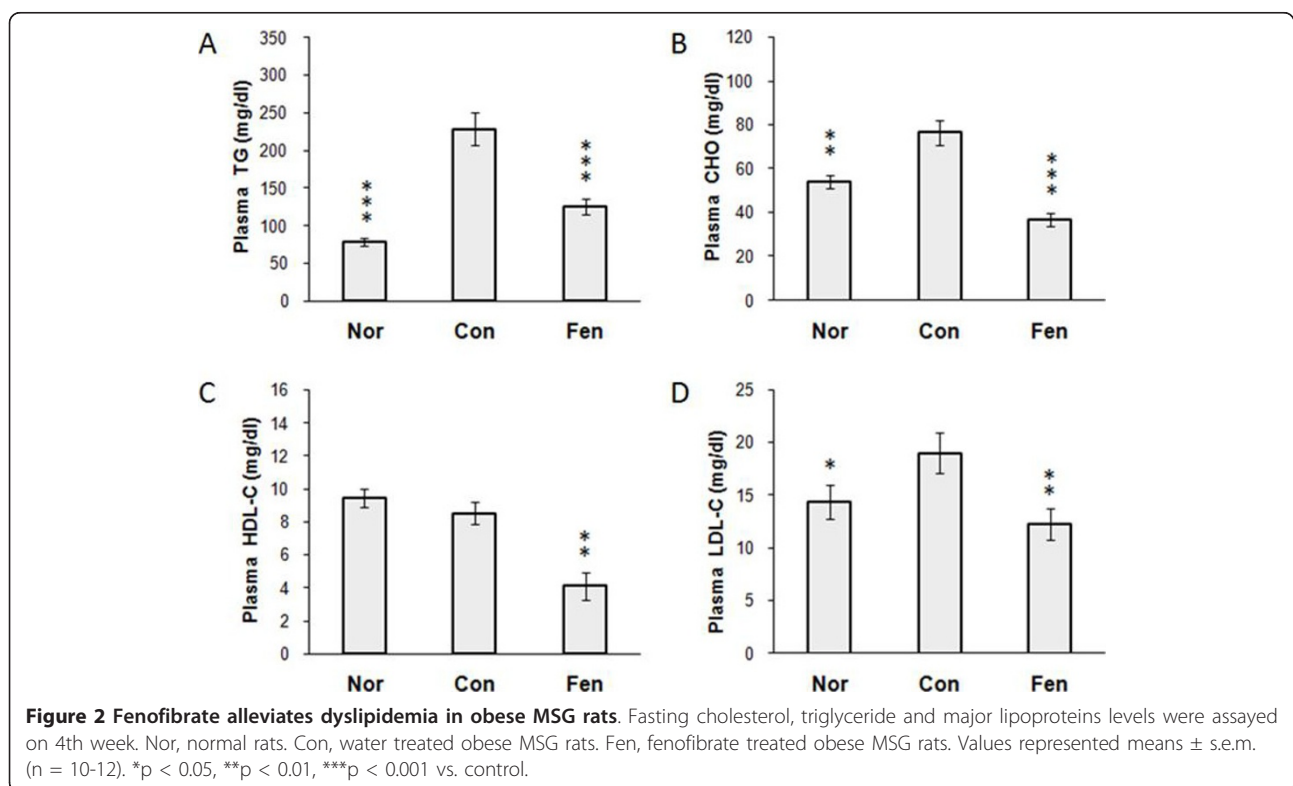 A
Plasma TG (mg/dl)
350
300
250
200
150
100
50
0
***
***
Nor Con Fen
B
Plasma CHO (mg/dl)
120
100
80
60
40
20
0
**
***
Nor Con Fen
C
Plasma HDL-C (mg/dl)
16
14
12
10
8
6
4
2
0
**
Nor Con Fen
D
Plasma LDL-C (mg/dl)
25
20
15
10
5
0
*
**
Nor Con Fen
Figure 2 Fenofibrate alleviates dyslipidemia in obese MSG rats. Fasting cholesterol, triglyceride and major lipoproteins levels were assayed
on 4th week. Nor, normal rats. Con, water treated obese MSG rats. Fen, fenofibrate treated obese MSG rats. Values represented means ± s.e.m.
(n = 10-12). *p < 0.05, **p < 0.01, ***p < 0.001 vs. control.